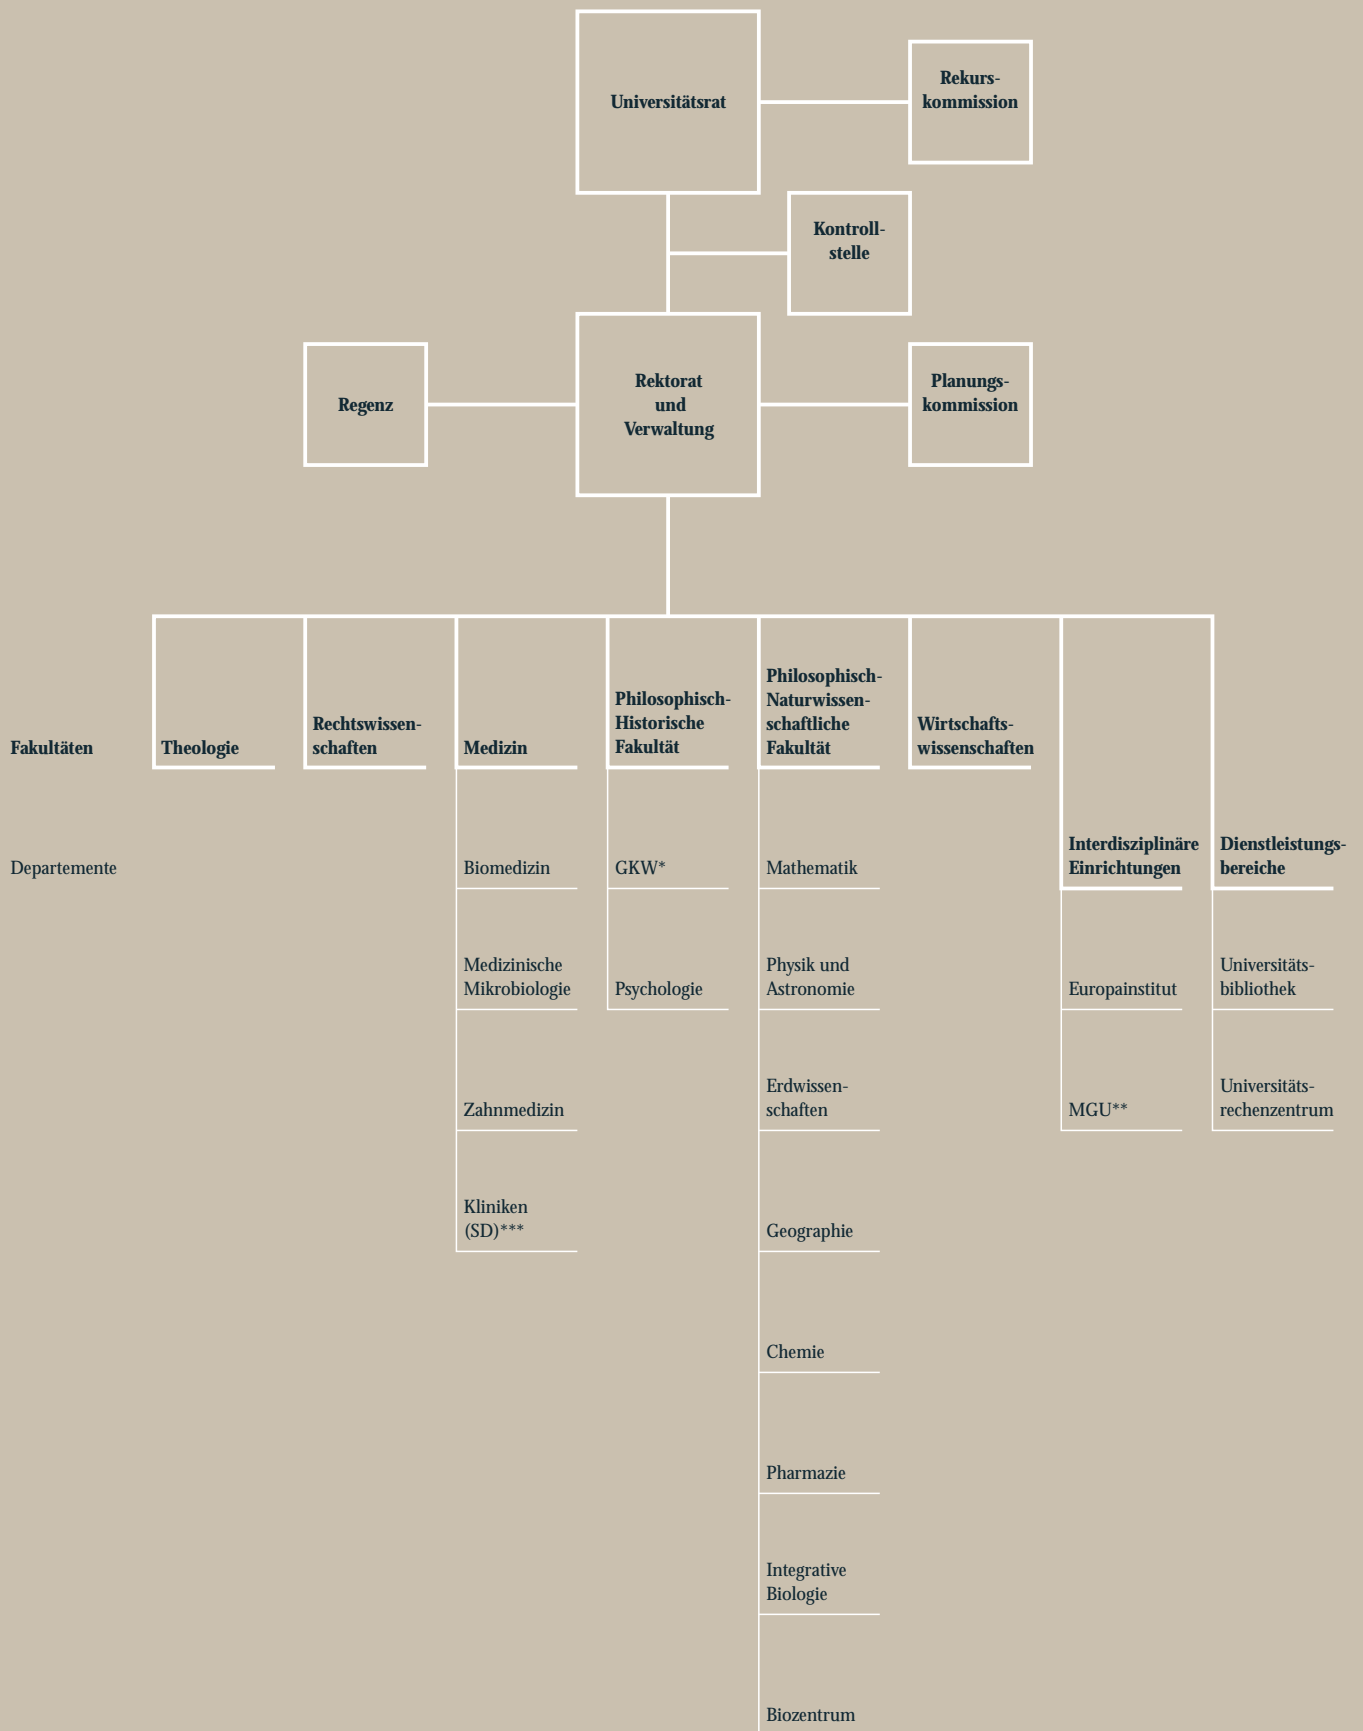 Universitätsrat
Rekurs-
kommission
Kontroll-
stelle
Regenz
Rektorat
und
Verwaltung
Planungs-
kommission
Fakultäten
Theologie
Rechtswissen-
schaften
Medizin
Philosophisch-
Historische
Fakultät
Philosophisch-
Naturwissen-
schaftliche
Fakultät
Wirtschafts-
wissenschaften
Interdisziplinäre
Einrichtungen
Dienstleistungs-
bereiche
Departemente
Biomedizin
GKW*
Mathematik
Medizinische
Mikrobiologie
Psychologie
Physik und
Astronomie
Europainstitut
Universitäts-
bibliothek
Zahnmedizin
Erdwissen-
schaften
MGU**
Universitäts-
rechenzentrum
Kliniken
(SD)***
Geographie
Chemie
Pharmazie
Integrative
Biologie
Biozentrum